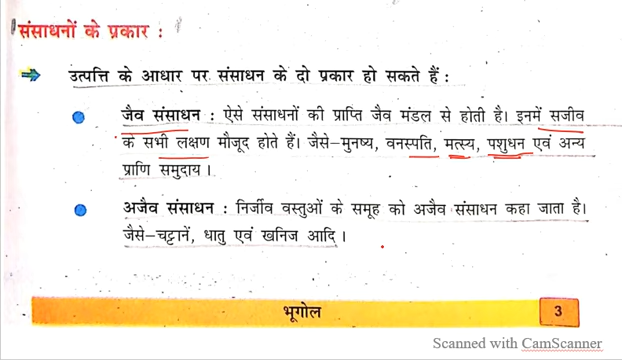 संसाधनों के प्रकार :
उत्पत्ति के आधार पर संसाधन के दो प्रकार हो सकते हैं :
जैव संसाधन : ऐसे संसाधनों की प्राप्ति जैव मंडल से होती है। इनमें सजीव
के सभी लक्षण मौजूद होते हैं। जैसे–मुनष्य, वनस्पति, मत्स्य, पशुधन एवं अन्य
प्राणि समुदाय ।
अजैव संसाधन : निर्जीव वस्तुओं के समूह को अजैव संसाधन कहा जाता है।
जैसे–चट्टानें, धातु एवं खनिज आदि ।
भूगोल 3
Scanned with CamScanner